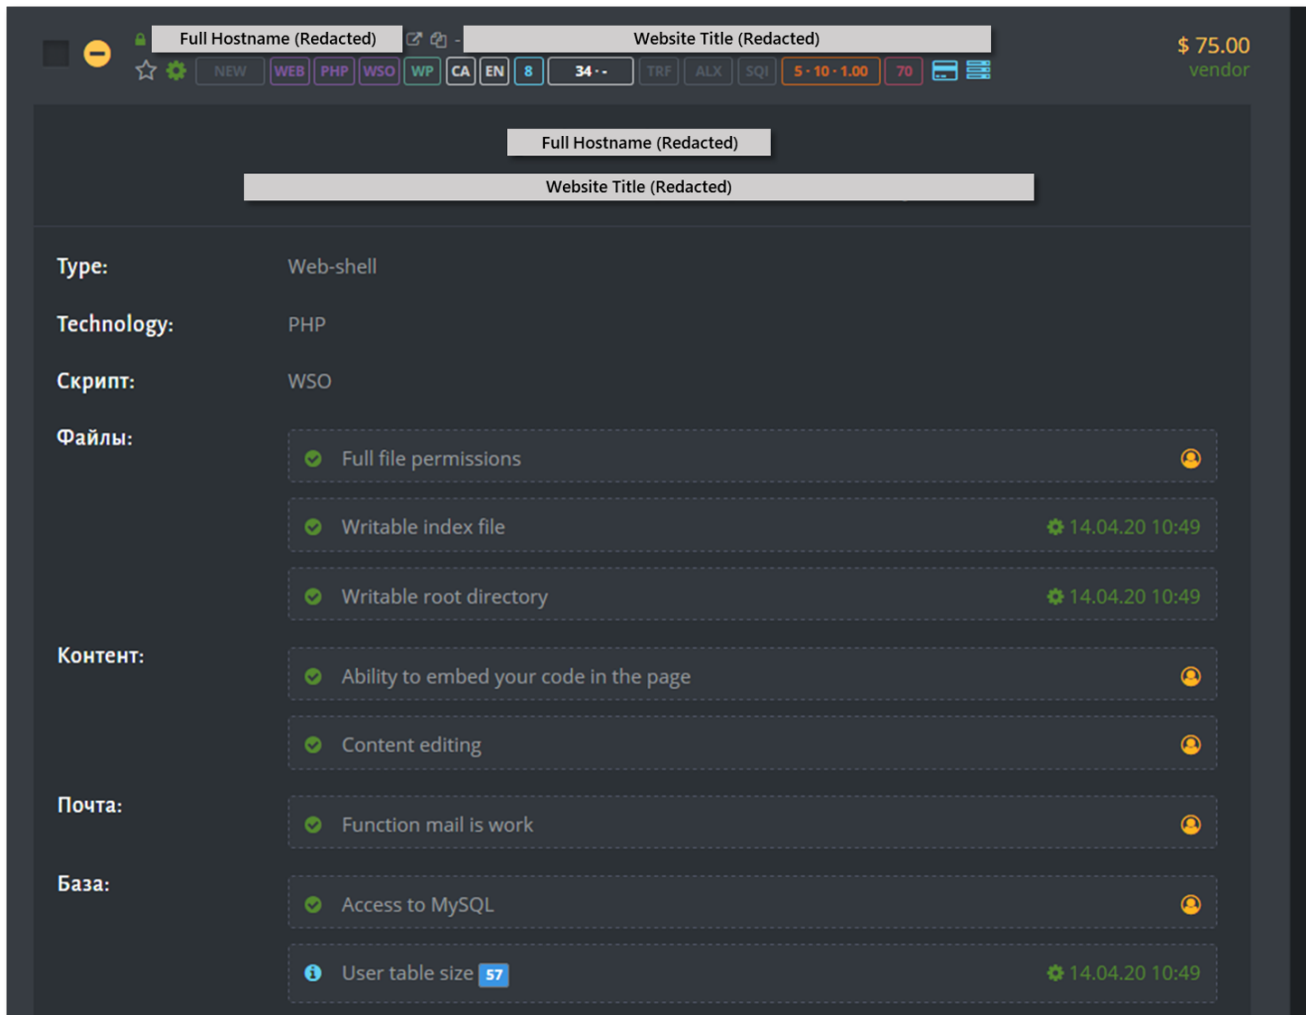 Full Hostname (Redacted) - Website Title (Redacted) $ 75.00
NEW WEB PHP WSO WP CA EN 8 34 · - TRF ALX SQI 5 · 10 · 1.00 70 vendor
Full Hostname (Redacted)
Website Title (Redacted)
Type: Web-shell
Technology: PHP
Скрипт: WSO
Файлы: Full file permissions
Writable index file 14.04.20 10:49
Writable root directory 14.04.20 10:49
Контент: Ability to embed your code in the page
Content editing
Почта: Function mail is work
База: Access to MySQL
User table size 57 14.04.20 10:49